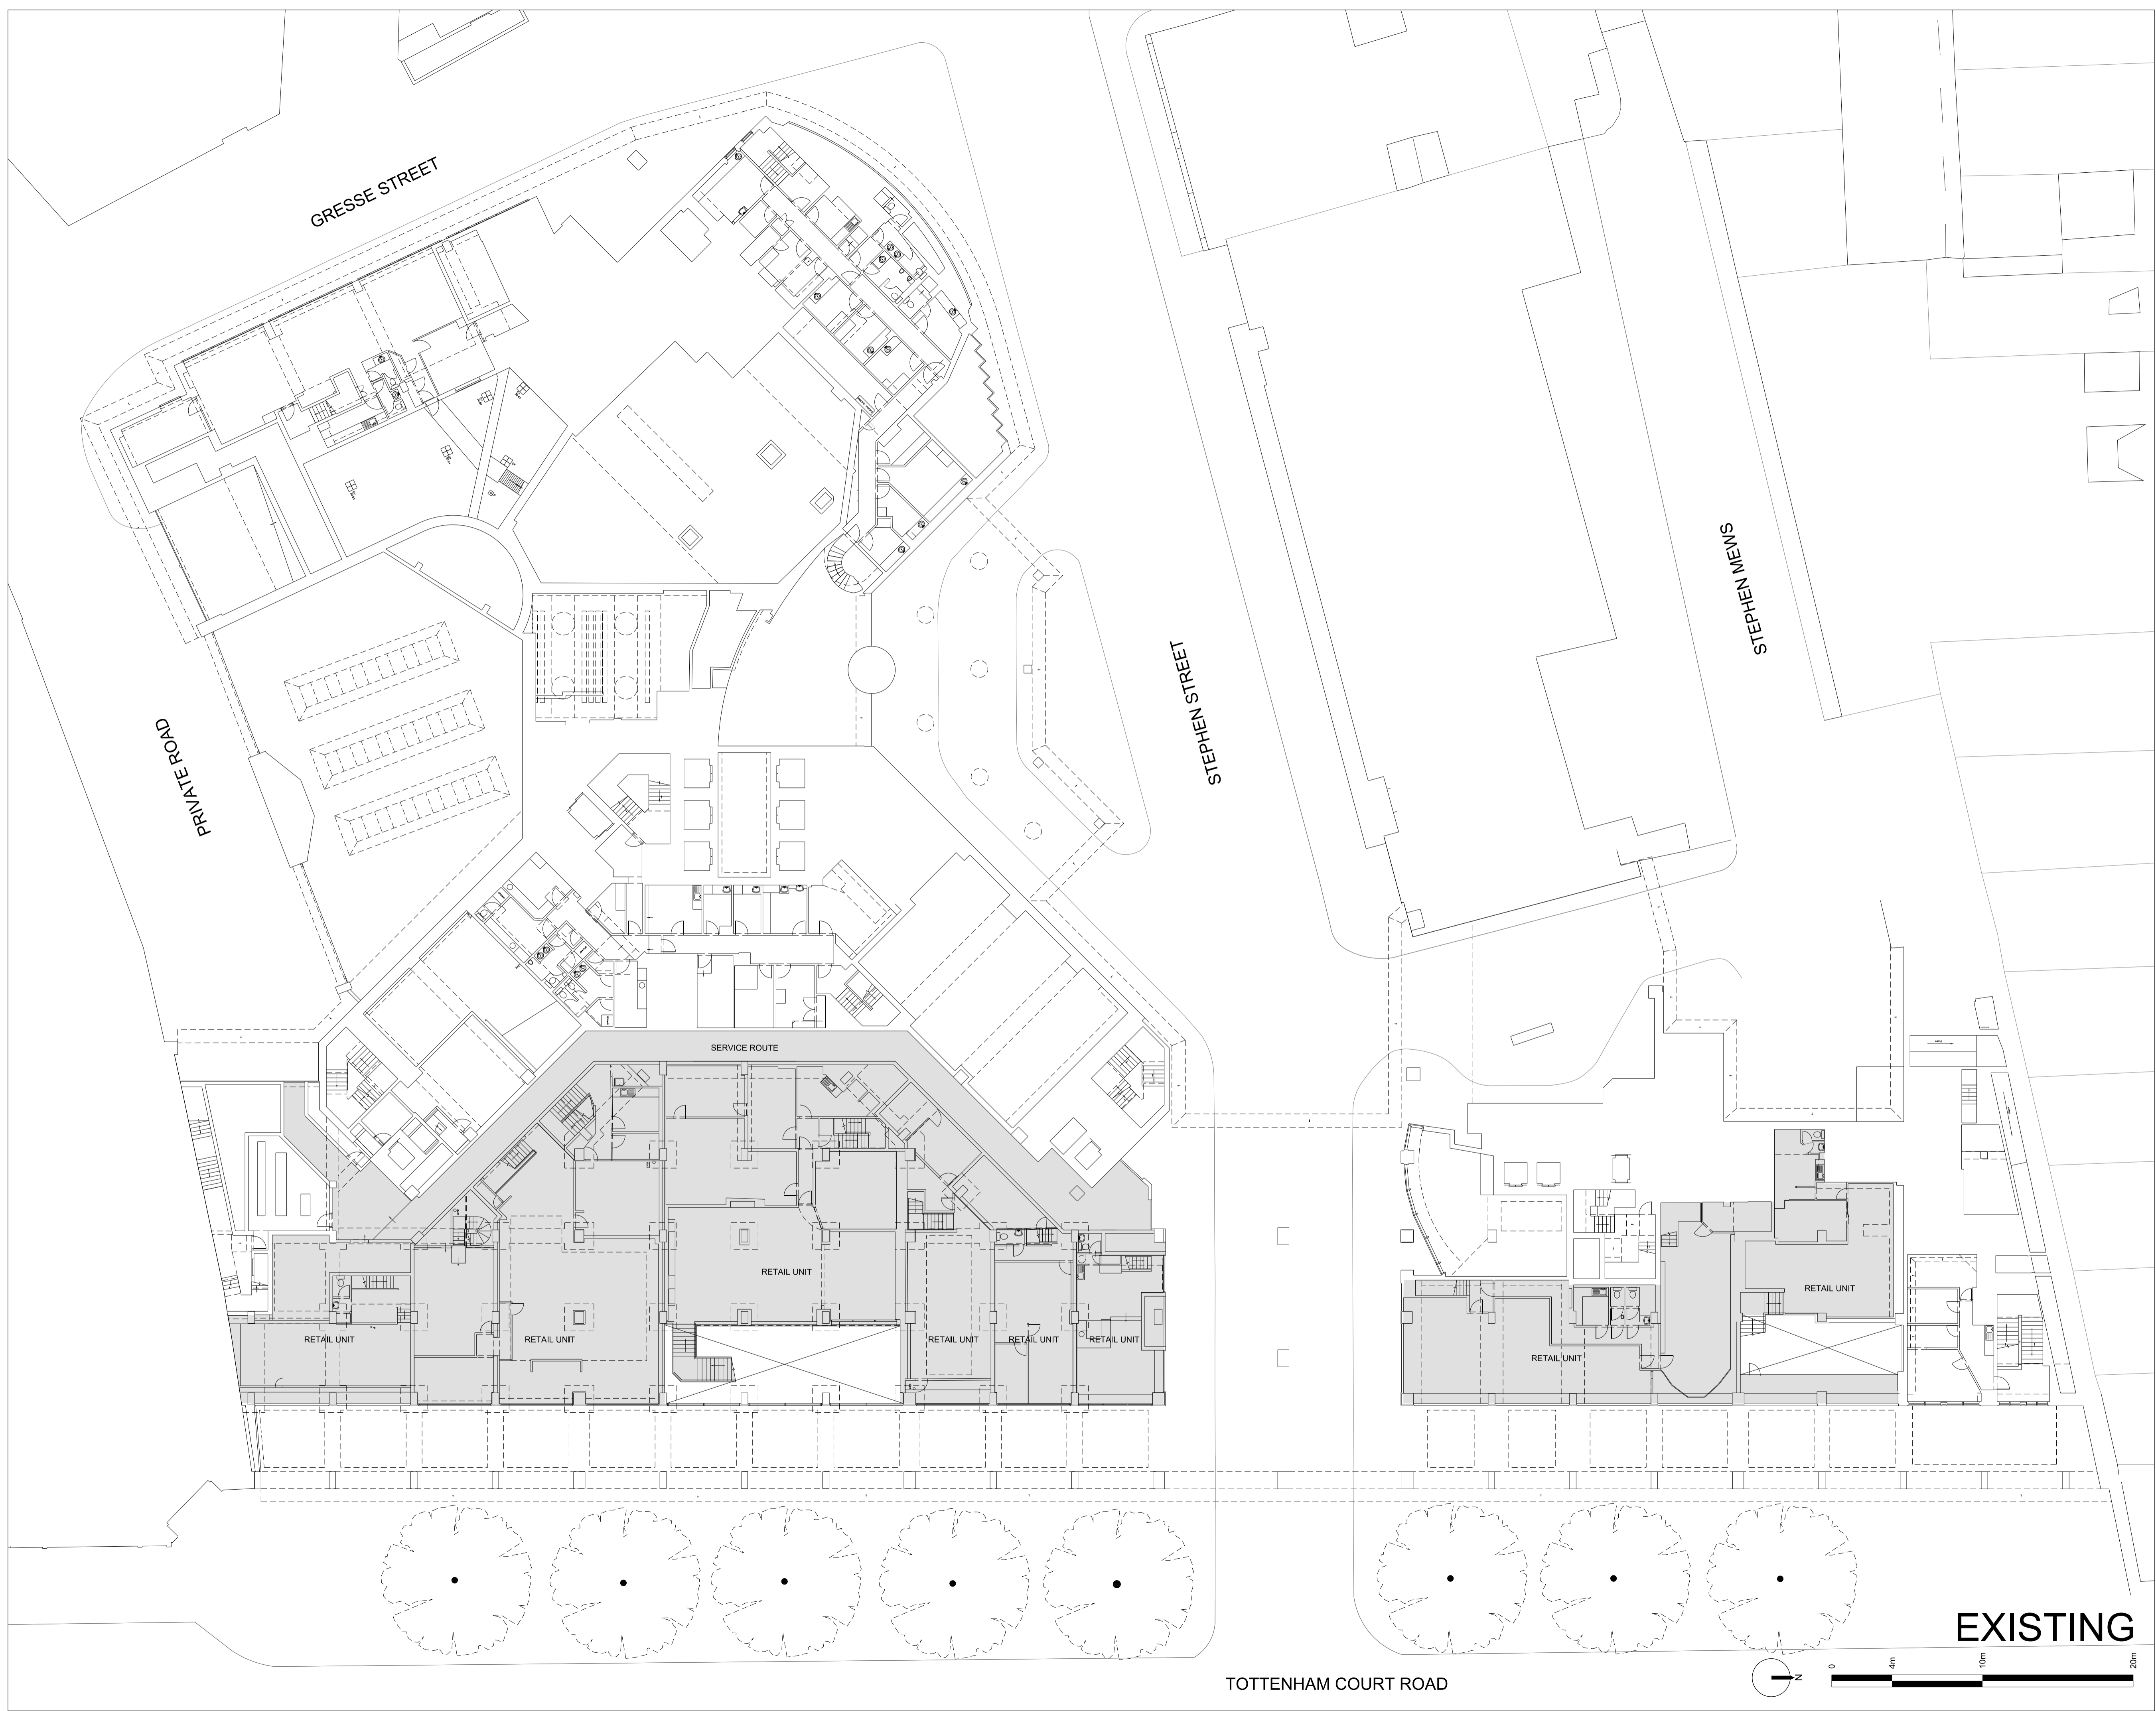 GRESSE STREET
STEPHEN MEWS
STEPHEN STREET
PRIVATE ROAD
SERVICE ROUTE
RETAIL UNIT
RETAIL UNIT
RETAIL UNIT
RETAIL UNIT
RETAIL UNIT
RETAIL UNIT
RETAIL UNIT
RETAIL UNIT
EXISTING
N
0
4m
10m
20m
TOTTENHAM COURT ROAD